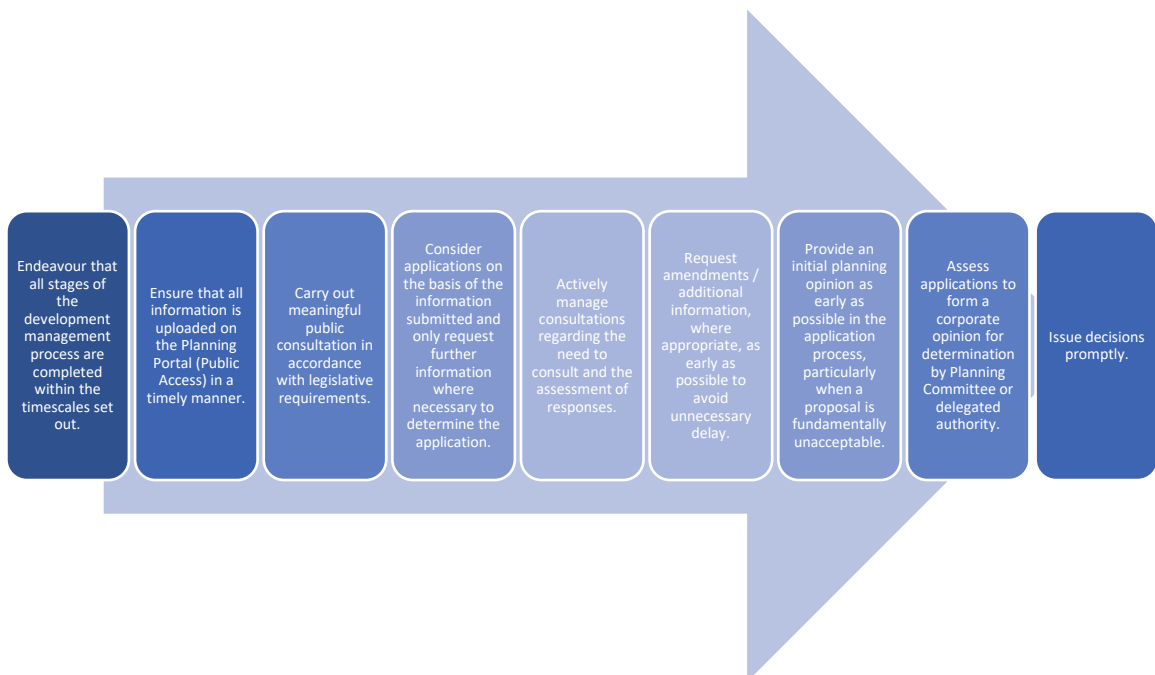 Endeavour that
all stages of
the
development
management
process are
completed
within the
timescales set
out.
Ensure that all
information is
uploaded on
the Planning
Portal (Public
Access) in a
timely manner.
Carry out
meaningful
public
consultation in
accordance
with legislative
requirements.
Consider
applications on
the basis of the
information
submitted and
only request
further
information
where
necessary to
determine the
application.
Actively
manage
consultations
regarding the
need to
consult and the
assessment of
responses.
Request
amendments /
additional
information,
where
appropriate, as
early as
possible to
avoid
unnecessary
delay.
Provide an
initial planning
opinion as
early as
possible in the
application
process,
particularly
when a
proposal is
fundamentally
unacceptable.
Assess
applications to
form a
corporate
opinion for
determination
by Planning
Committee or
delegated
authority.
Issue decisions
promptly.